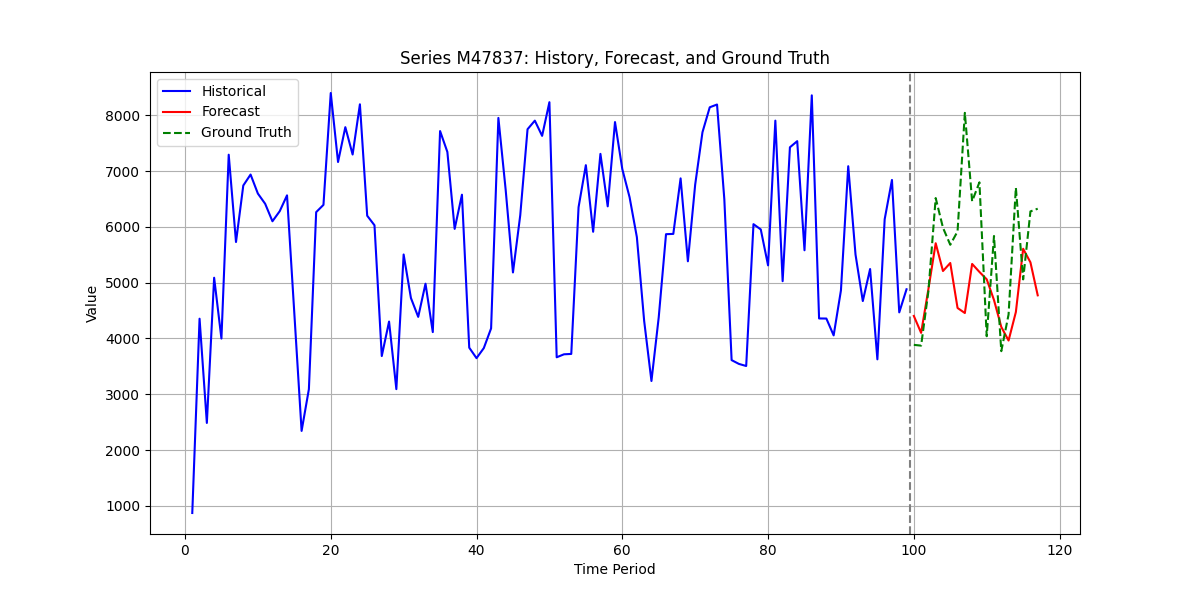 Series M47837: History, Forecast, and Ground Truth
Historical
Forecast
Ground Truth
8000
7000
6000
5000
4000
3000
2000
1000
Value
0
20
40
60
80
100
120
Time Period